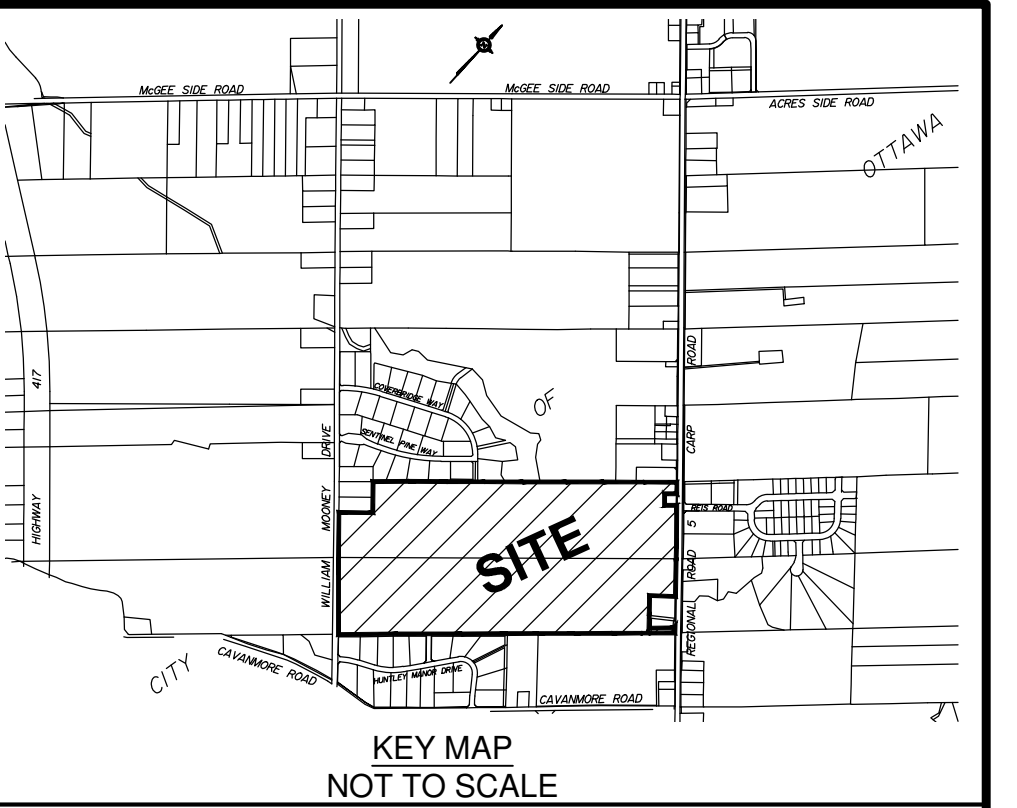 McGEE SIDE ROAD
McGEE SIDE ROAD
ACRES SIDE ROAD
OTTAWA
417
HIGHWAY
COVERBRIDGE WAY
SENTINEL PINE WAY
OF
WILLIAM MOONEY DRIVE
REGIONAL ROAD 5 CARP ROAD
REIS ROAD
SITE
CITY
CAVANMORE ROAD
HUNTLEY MANOR DRIVE
CAVANMORE ROAD
KEY MAP
NOT TO SCALE